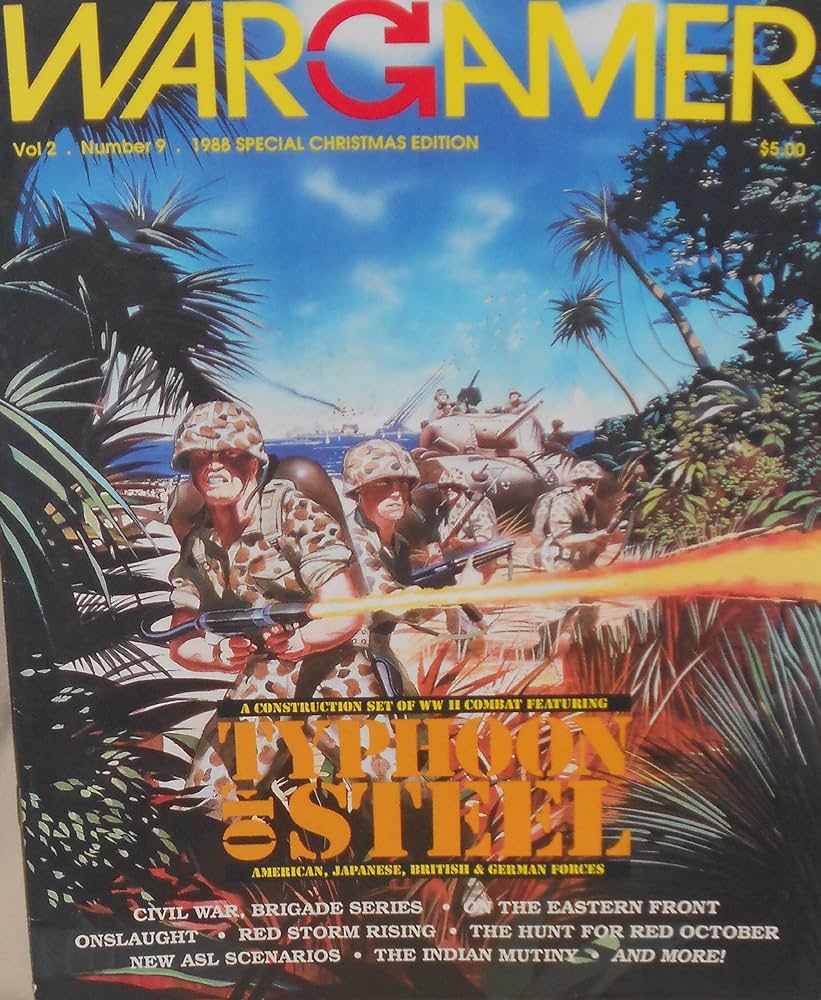 WARGAMER
Vol 2 . Number 9 . 1988 SPECIAL CHRISTMAS EDITION $5.00
A CONSTRUCTION SET OF WW II COMBAT FEATURING
TYPHOON
OF STEEL
AMERICAN, JAPANESE, BRITISH & GERMAN FORCES
CIVIL WAR, BRIGADE SERIES • ON THE EASTERN FRONT
ONSLAUGHT • RED STORM RISING • THE HUNT FOR RED OCTOBER
NEW ASL SCENARIOS • THE INDIAN MUTINY • AND MORE!